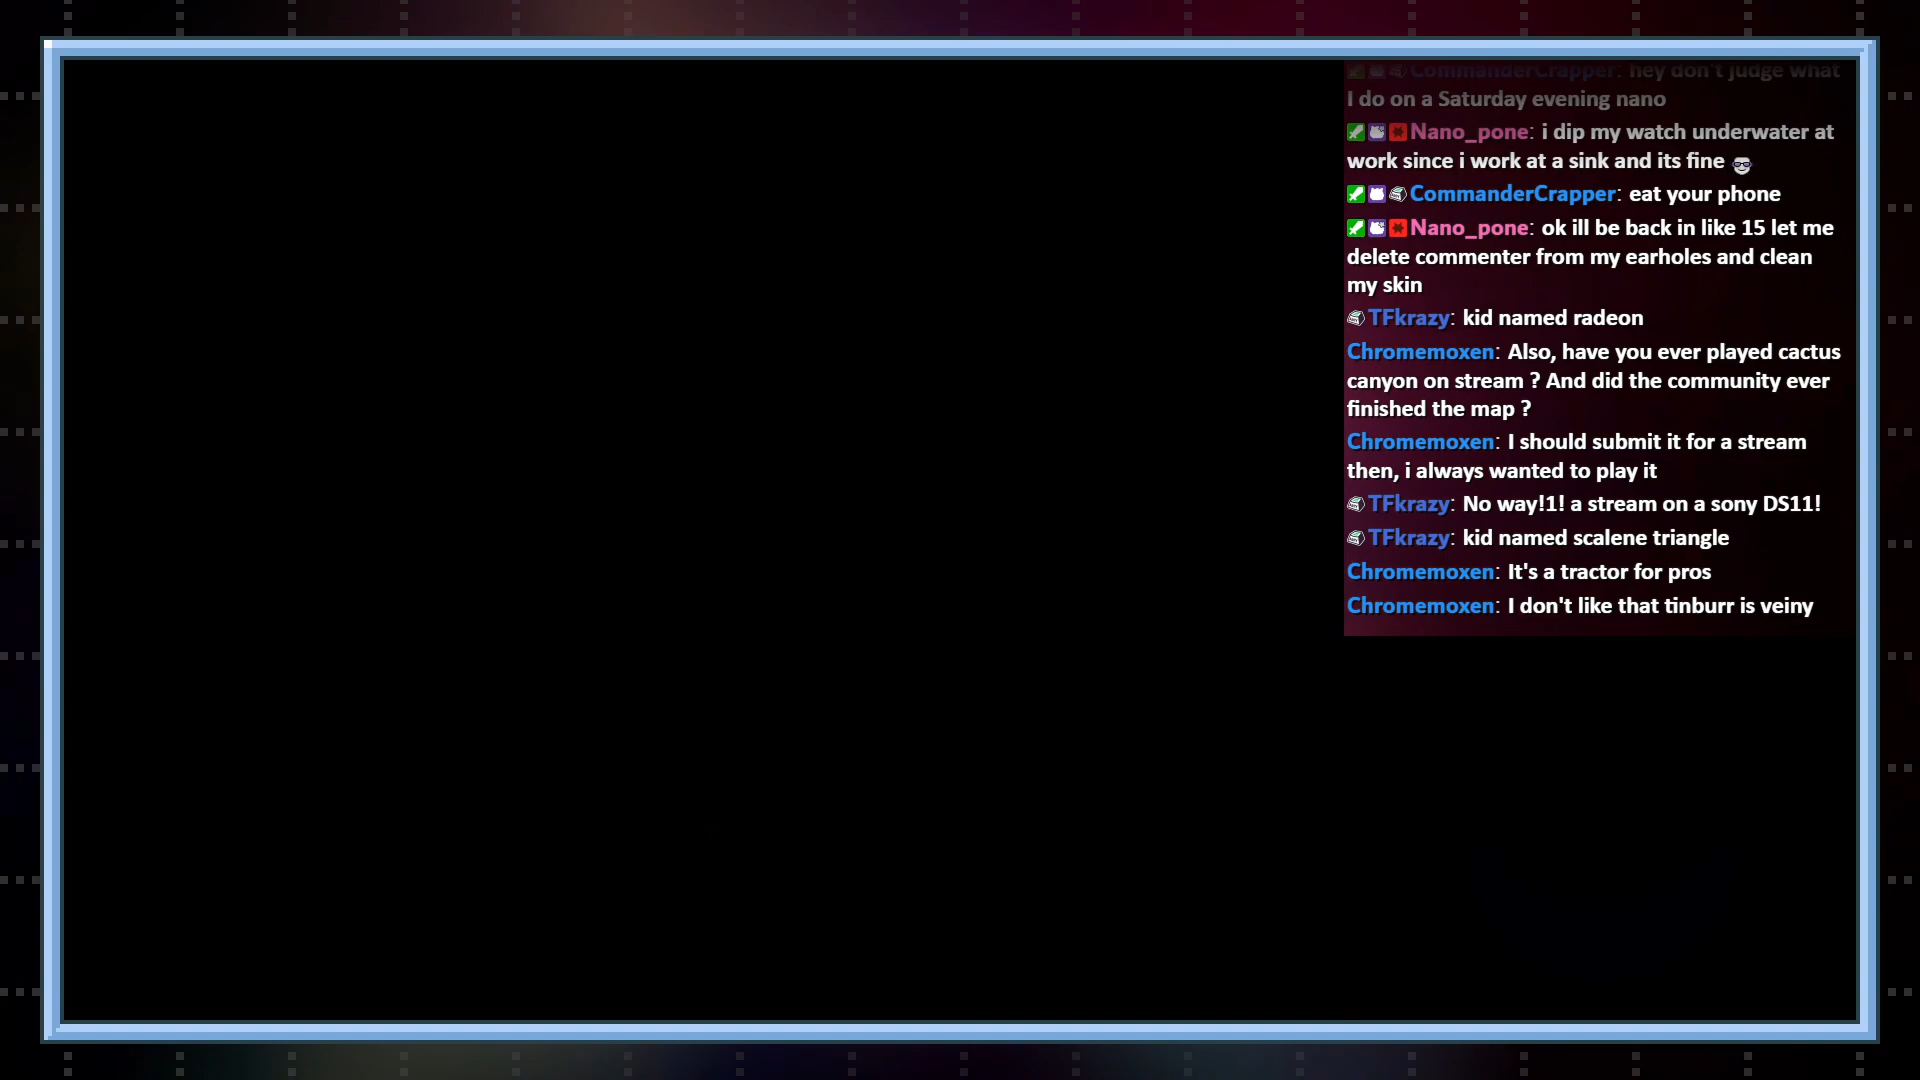 CommanderCrapper: hey don't judge what
I do on a Saturday evening nano
Nano_pone: i dip my watch underwater at
work since i work at a sink and its fine
CommanderCrapper: eat your phone
Nano_pone: ok ill be back in like 15 let me
delete commenter from my earholes and clean
my skin
TFkrazy: kid named radeon
Chromemoxen: Also, have you ever played cactus
canyon on stream ? And did the community ever
finished the map ?
Chromemoxen: I should submit it for a stream
then, i always wanted to play it
TFkrazy: No way!1! a stream on a sony DS11!
TFkrazy: kid named scalene triangle
Chromemoxen: It's a tractor for pros
Chromemoxen: I don't like that tinburr is veiny